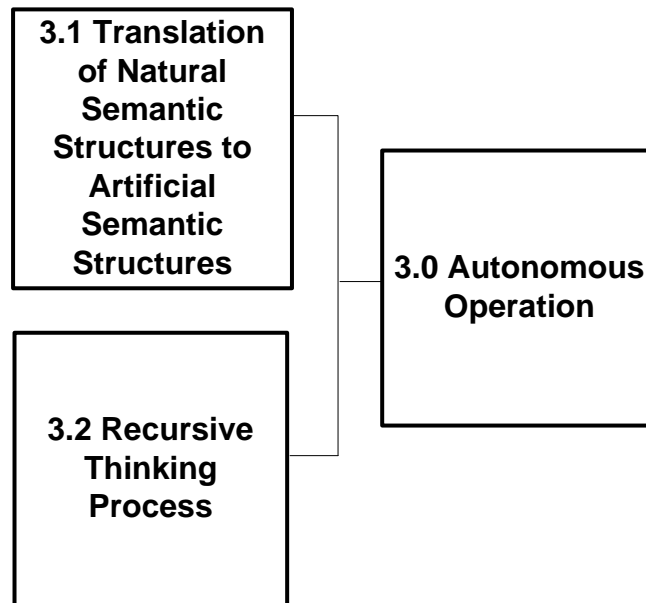 3.1 Translation
of Natural
Semantic
Structures to
Artificial
Semantic
Structures
3.0 Autonomous
Operation
3.2 Recursive
Thinking
Process